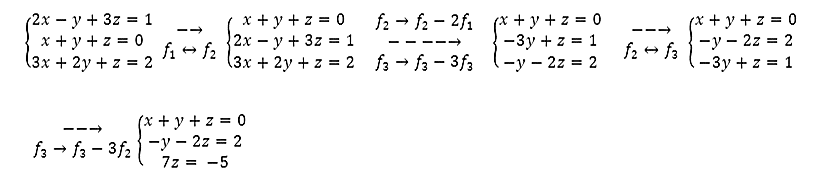 2x − y + 3z = 1 −→ x + y + z = 0 f₂ → f₂ − 2f₁ x + y + z = 0 −−→ x + y + z = 0
x + y + z = 0 f₁ ↔ f₂ 2x − y + 3z = 1 −−−−→ −3y + z = 1 f₂ ↔ f₃ −y − 2z = 2
3x + 2y + z = 2 3x + 2y + z = 2 f₃ → f₃ − 3f₃ −y − 2z = 2 −3y + z = 1
−−→ x + y + z = 0
f₃ → f₃ − 3f₂ −y − 2z = 2
7z = −5